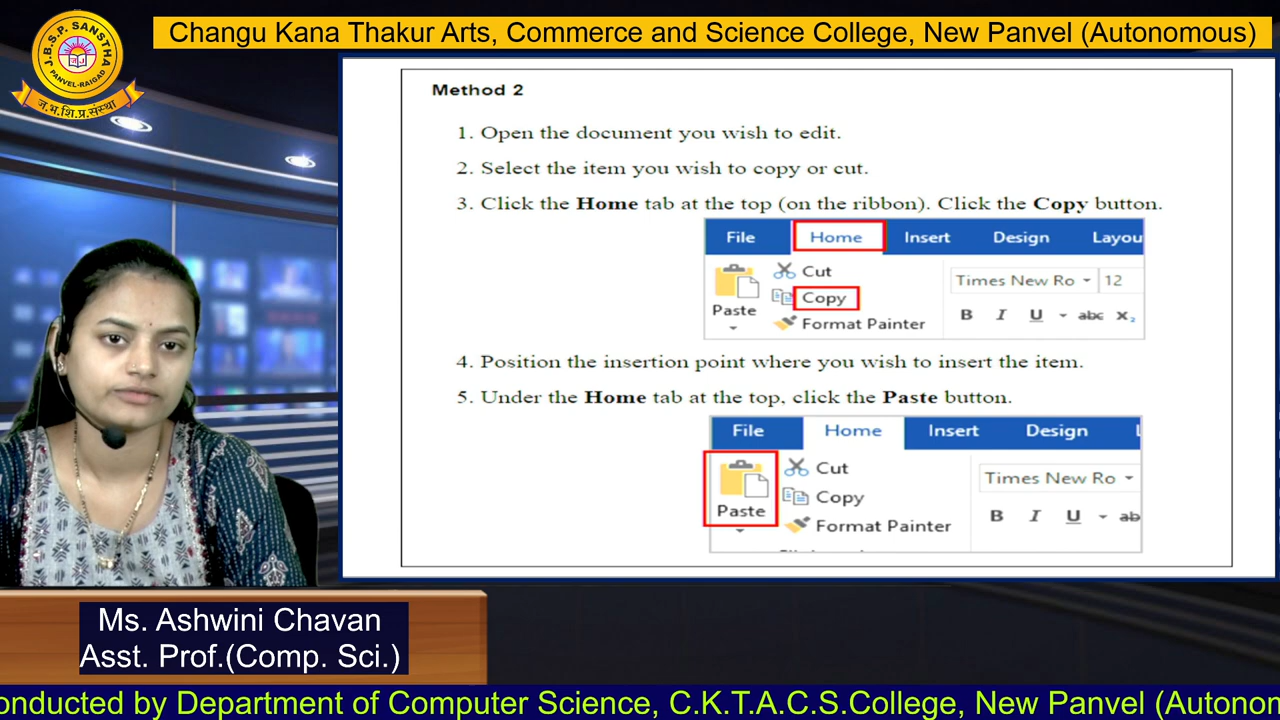 Changu Kana Thakur Arts, Commerce and Science College, New Panvel (Autonomous)
J.B.S.P. SANSTHA
PANVEL-RAIGAD
ज.भ.शि.प्र.संस्था
Method 2
1. Open the document you wish to edit.
2. Select the item you wish to copy or cut.
3. Click the Home tab at the top (on the ribbon). Click the Copy button.
File Home Insert Design Layou
Cut
Copy
Paste
Format Painter
Times New Ro 12
B I U abc X₂
4. Position the insertion point where you wish to insert the item.
5. Under the Home tab at the top, click the Paste button.
File Home Insert Design
Cut
Copy
Paste
Format Painter
Times New Ro
B I U ab
Ms. Ashwini Chavan
Asst. Prof.(Comp. Sci.)
onducted by Department of Computer Science, C.K.T.A.C.S.College, New Panvel (Autonor